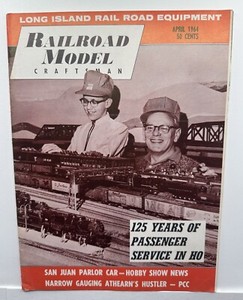 LONG ISLAND RAIL ROAD EQUIPMENT
APRIL 1964
50 CENTS
RAILROAD
MODEL
CRAFTSMAN
125 YEARS OF
PASSENGER
SERVICE IN HO
SAN JUAN PARLOR CAR — HOBBY SHOW NEWS
NARROW GAUGING ATHEARN'S HUSTLER — PCC